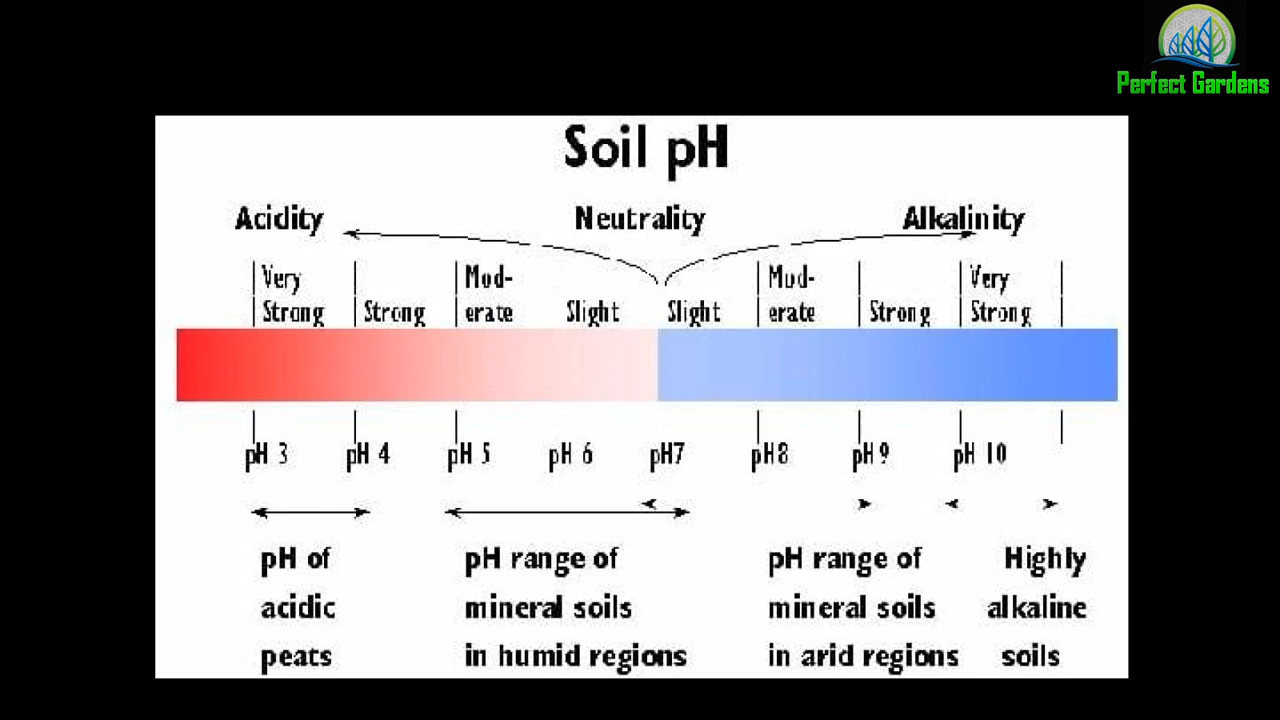 Perfect Gardens
Soil pH
Acidity Neutrality Alkalinity
Very Mod- Mod- Very
Strong Strong erate Slight Slight erate Strong Strong
pH 3 pH 4 pH 5 pH 6 pH7 pH8 pH9 pH 10
pH of pH range of pH range of Highly
acidic mineral soils mineral soils alkaline
peats in humid regions in arid regions soils